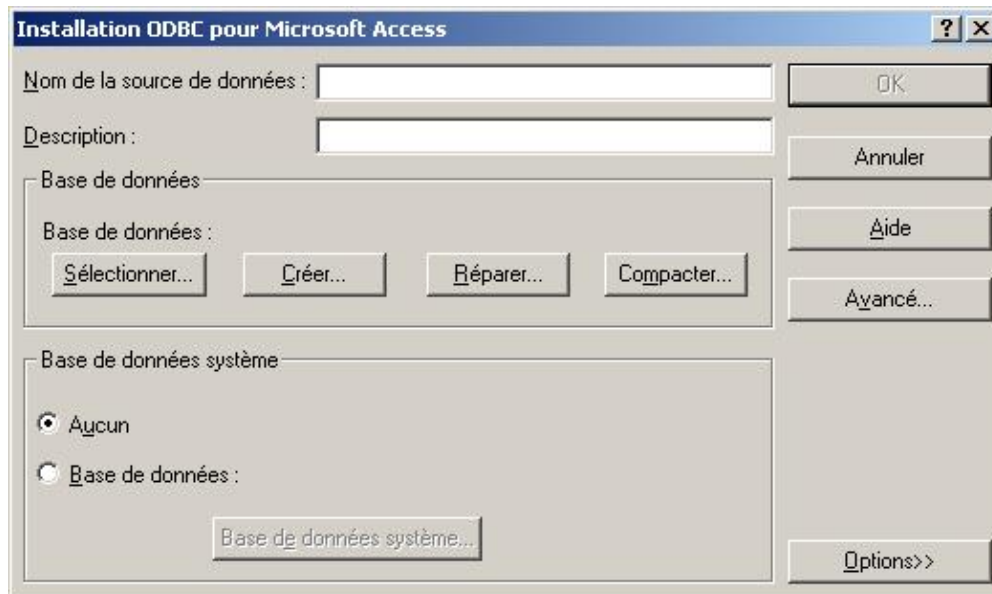 Installation ODBC pour Microsoft Access
Nom de la source de données :
OK
Description :
Annuler
Base de données
Base de données :
Aide
Sélectionner...
Créer...
Réparer...
Compacter...
Avancé...
Base de données système
Aucun
Base de données :
Base de données système...
Options>>